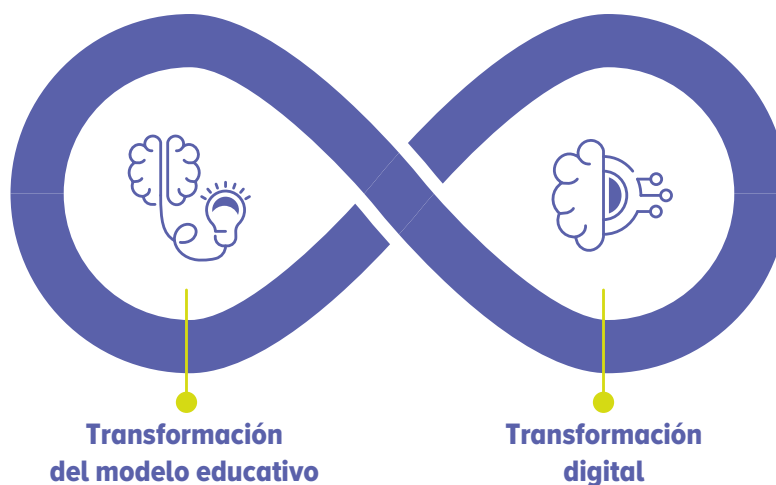 Transformación
del modelo educativo
Transformación
digital